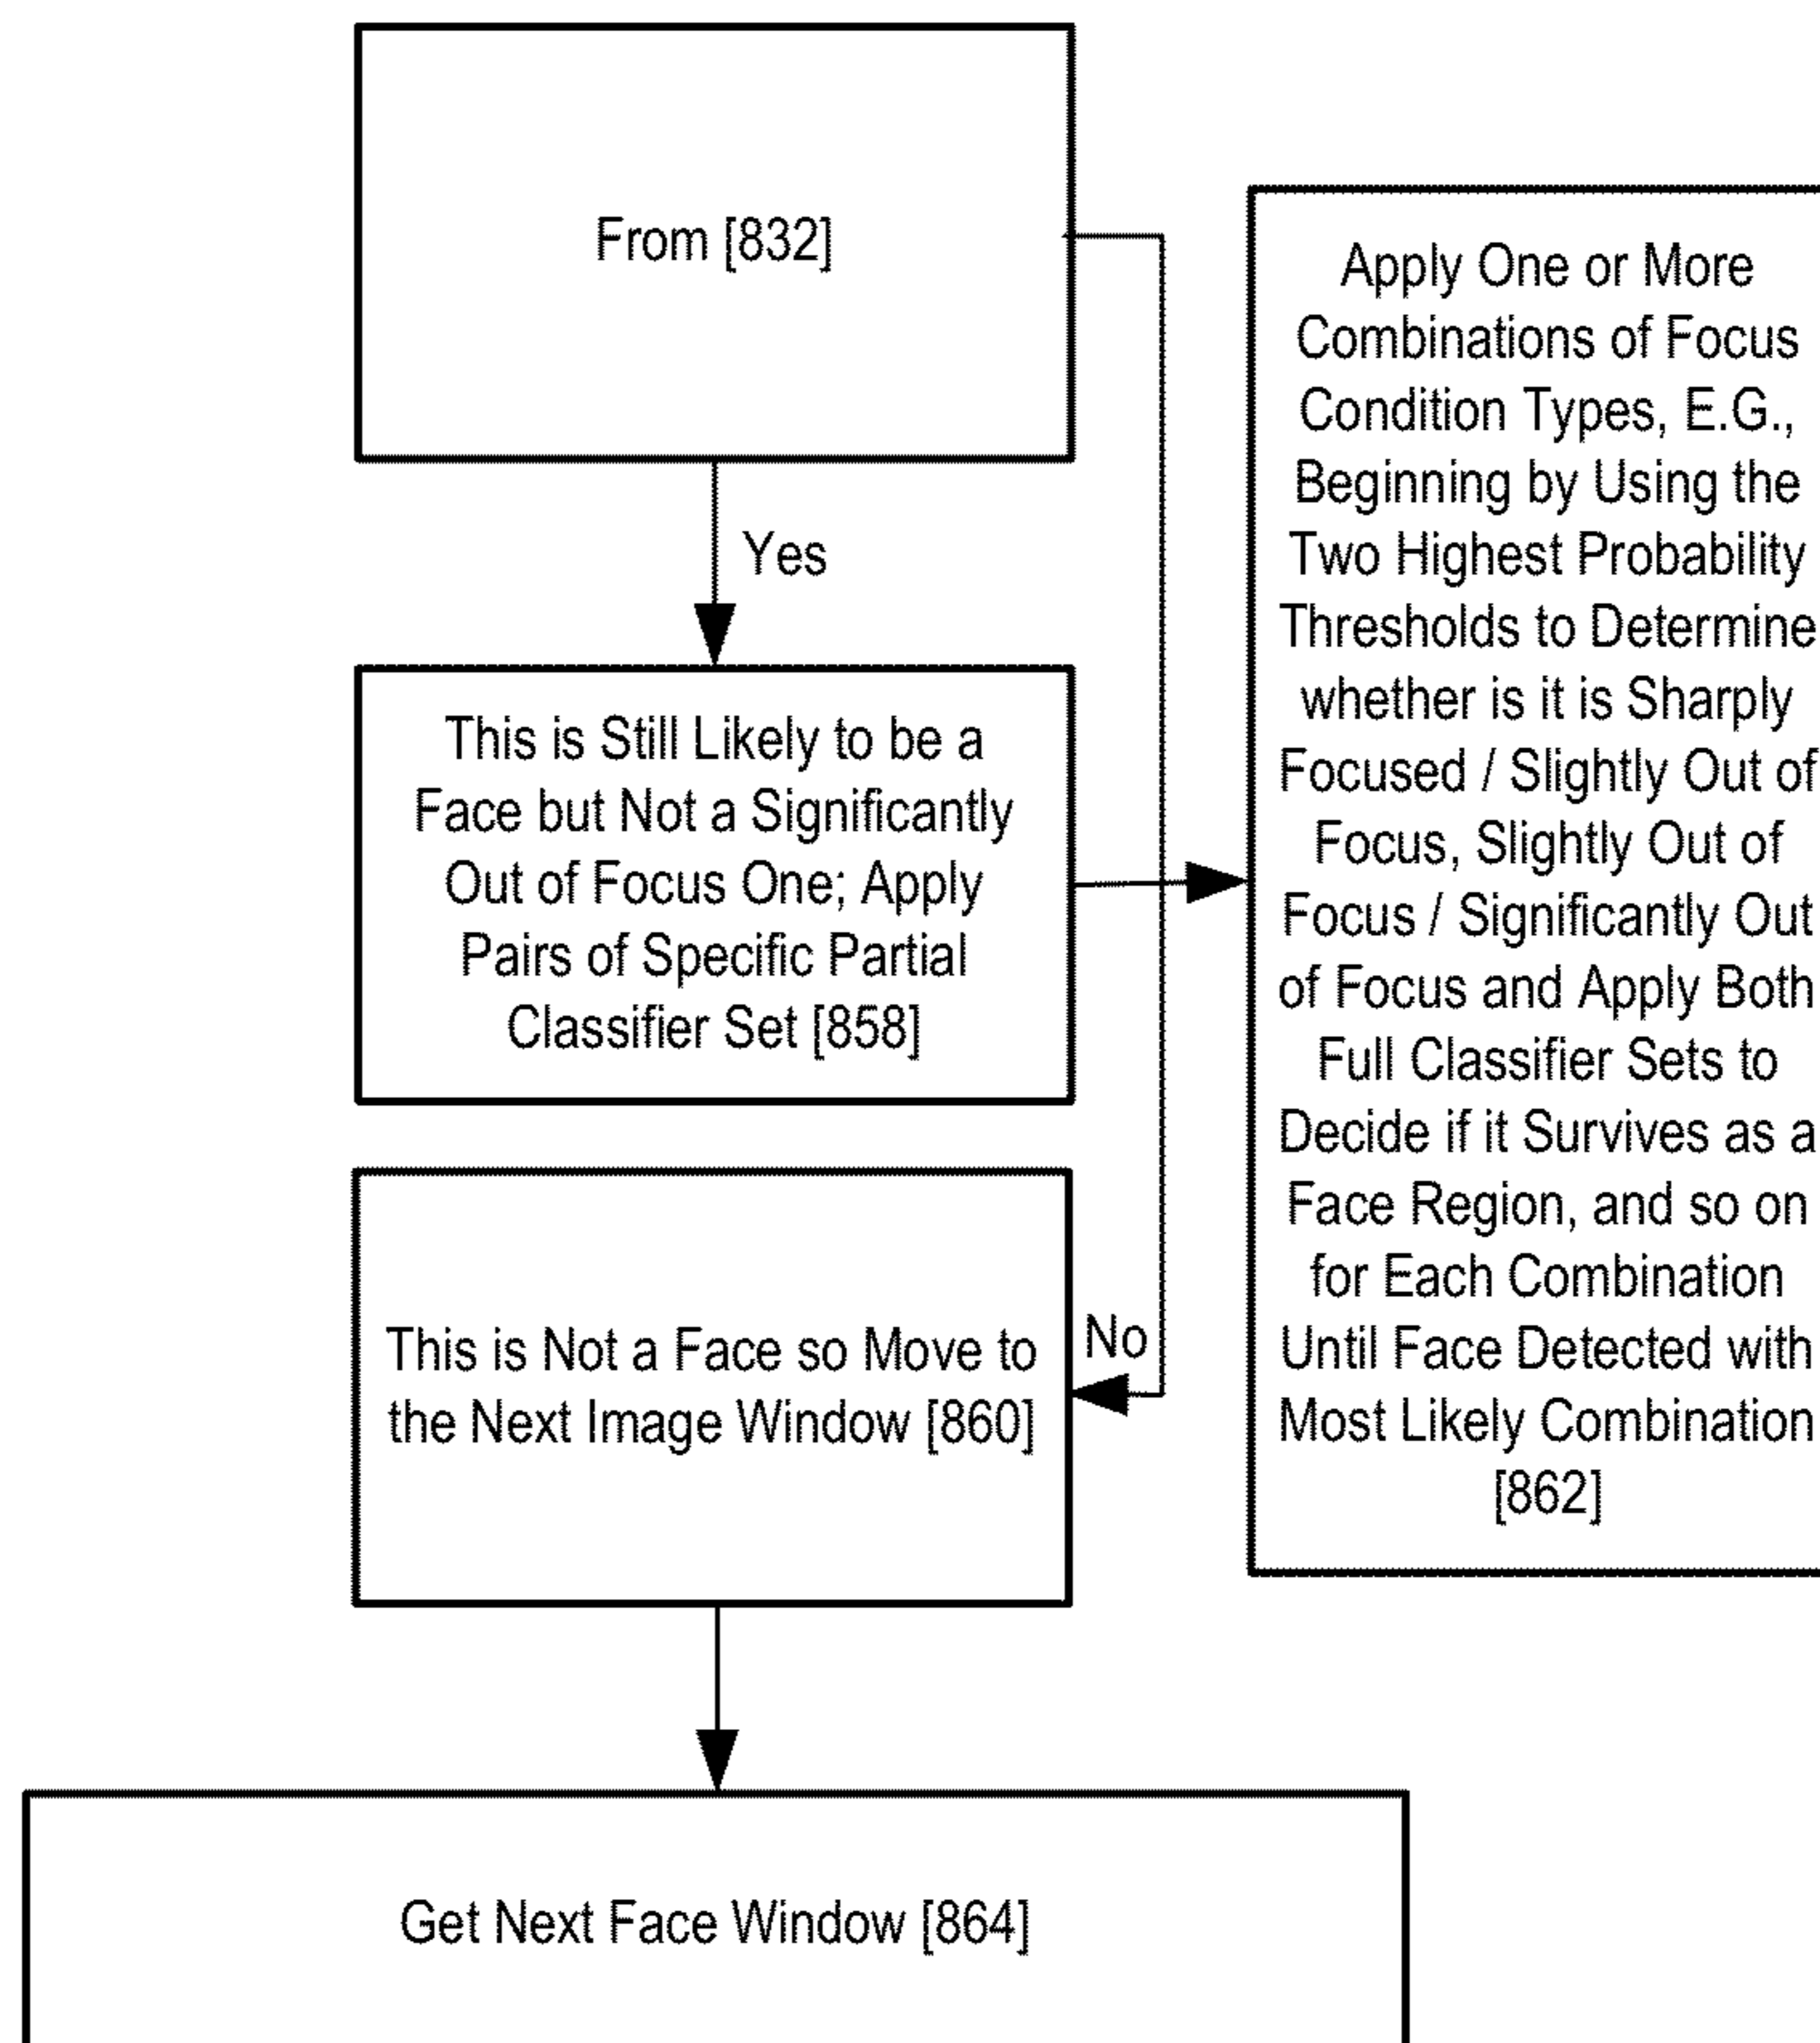 From [832]
Yes
This is Still Likely to be a
Face but Not a Significantly
Out of Focus One; Apply
Pairs of Specific Partial
Classifier Set [858]
This is Not a Face so Move to
the Next Image Window [860]
No
Apply One or More
Combinations of Focus
Condition Types, E.G.,
Beginning by Using the
Two Highest Probability
Thresholds to Determine
whether is it is Sharply
Focused / Slightly Out of
Focus, Slightly Out of
Focus / Significantly Out
of Focus and Apply Both
Full Classifier Sets to
Decide if it Survives as a
Face Region, and so on
for Each Combination
Until Face Detected with
Most Likely Combination
[862]
Get Next Face Window [864]